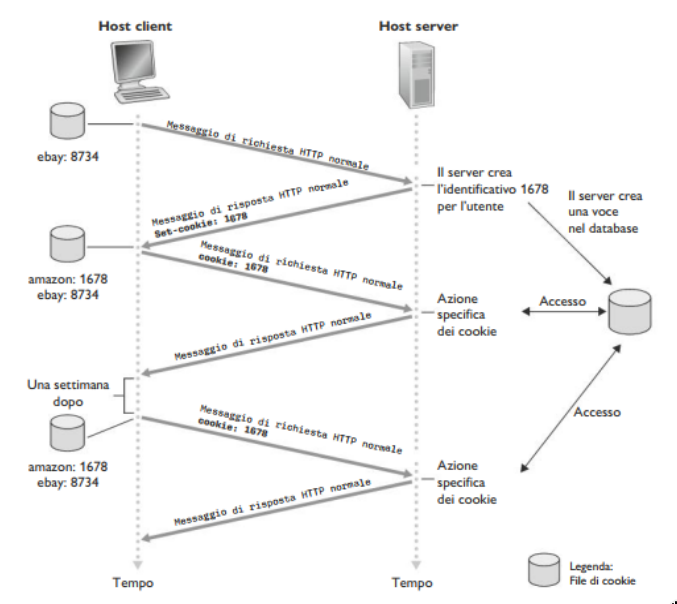 Host client
Host server
ebay: 8734
Messaggio di richiesta HTTP normale
Il server crea
l'identificativo 1678
per l'utente
Il server crea
una voce
nel database
Messaggio di risposta HTTP normale
Set-cookie: 1678
amazon: 1678
ebay: 8734
Messaggio di richiesta HTTP normale
cookie: 1678
Azione
specifica
dei cookie
Accesso
Messaggio di risposta HTTP normale
Una settimana
dopo
Accesso
amazon: 1678
ebay: 8734
Messaggio di richiesta HTTP normale
cookie: 1678
Azione
specifica
dei cookie
Messaggio di risposta HTTP normale
Tempo
Tempo
Legenda:
File di cookie